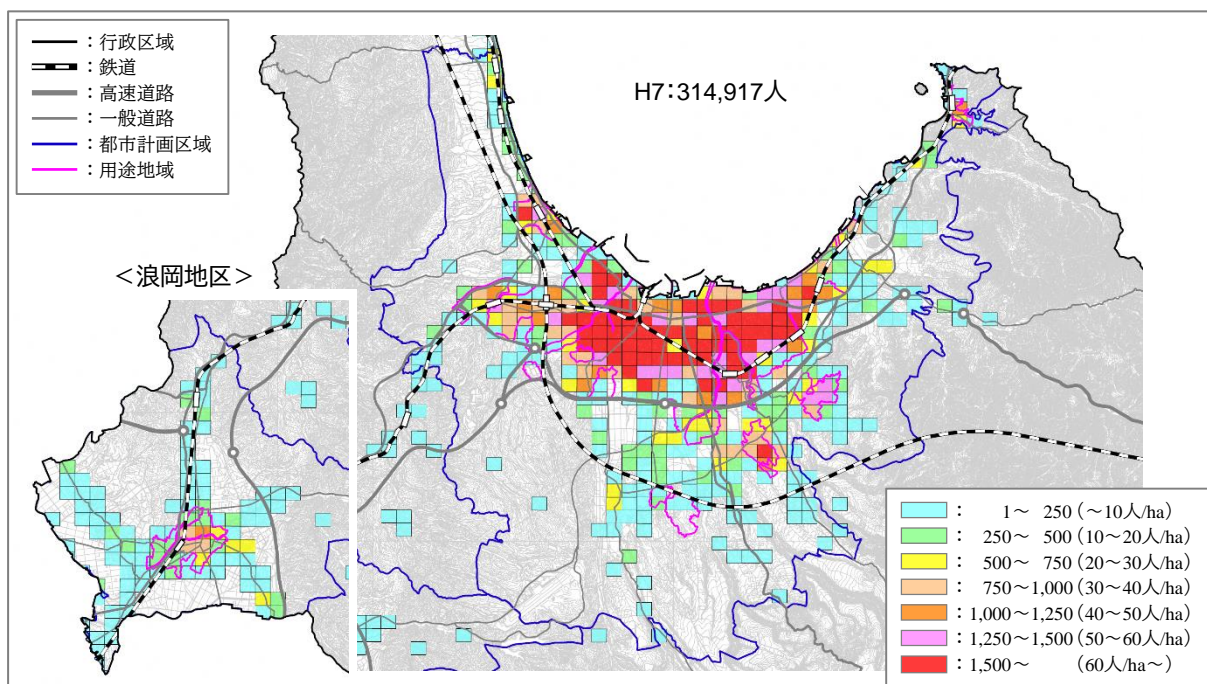 ：行政区域
：鉄道
：高速道路
：一般道路
：都市計画区域
：用途地域
H7：314,917人
＜浪岡地区＞
： 1～ 250 (～10人/ha)
： 250～ 500 (10～20人/ha)
： 500～ 750 (20～30人/ha)
： 750～1,000 (30～40人/ha)
：1,000～1,250 (40～50人/ha)
：1,250～1,500 (50～60人/ha)
：1,500～ (60人/ha～)